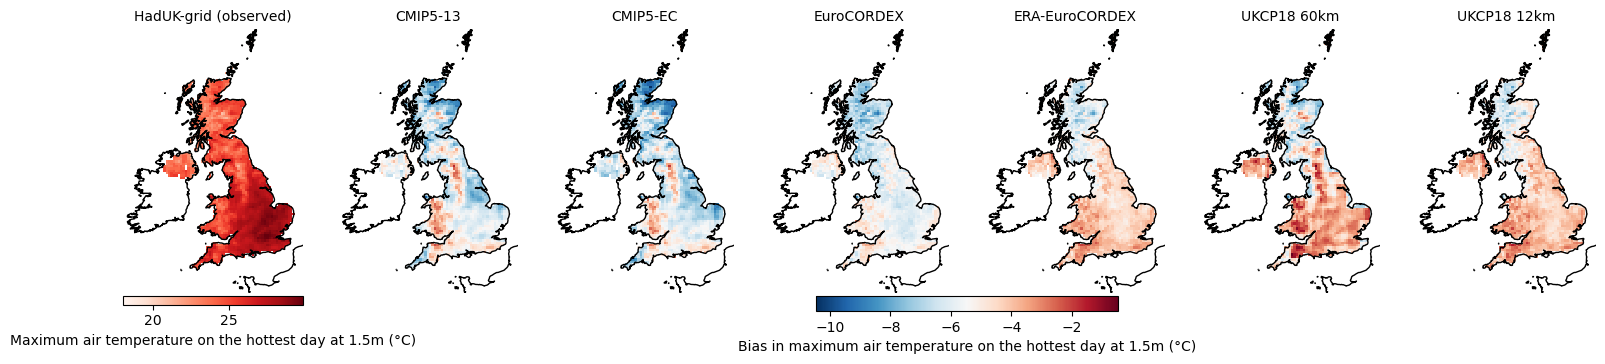 HadUK-grid (observed)
CMIP5-13
CMIP5-EC
EuroCORDEX
ERA-EuroCORDEX
UKCP18 60km
UKCP18 12km
20
25
Maximum air temperature on the hottest day at 1.5m (°C)
−10
−8
−6
−4
−2
Bias in maximum air temperature on the hottest day at 1.5m (°C)